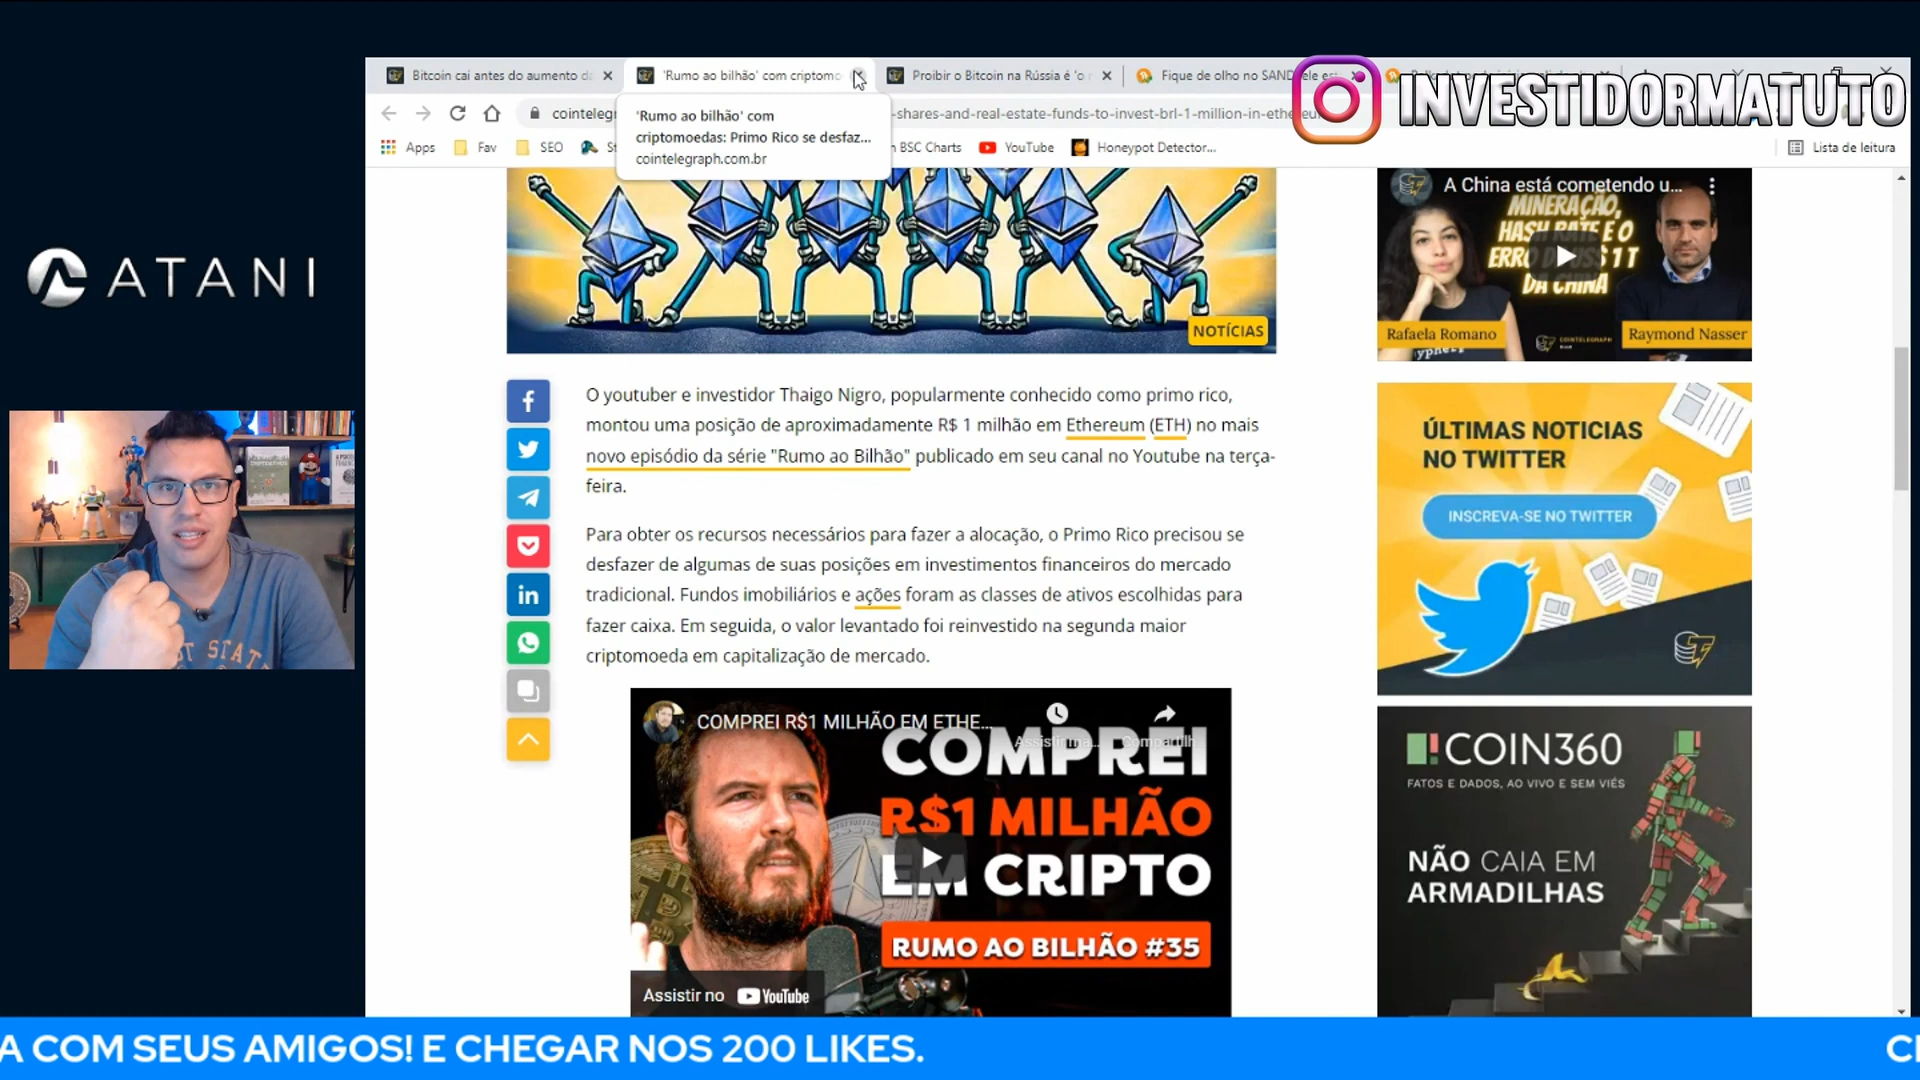 Bitcoin cai antes do aumento d
'Rumo ao bilhão' com criptomo
Proibir o Bitcoin na Rússia é 'o
Fique de olho no SAND
INVESTIDORMATUTO
cointelegr
-shares-and-real-estate-funds-to-invest-brl-1-million-in-ethe
'Rumo ao bilhão' com
criptomoedas: Primo Rico se desfaz...
cointelegraph.com.br
Apps
Fav
SEO
BSC Charts
YouTube
Honeypot Detector...
Lista de leitura
ATANI
NOTÍCIAS
A China está cometendo u...
MINERAÇÃO,
HASH RATE E O
ERRO DE US$ 1 T
DA CHINA
Rafaela Romano
Raymond Nasser
O youtuber e investidor Thaigo Nigro, popularmente conhecido como primo rico,
montou uma posição de aproximadamente R$ 1 milhão em Ethereum (ETH) no mais
novo episódio da série "Rumo ao Bilhão" publicado em seu canal no Youtube na terça-
feira.
Para obter os recursos necessários para fazer a alocação, o Primo Rico precisou se
desfazer de algumas de suas posições em investimentos financeiros do mercado
tradicional. Fundos imobiliários e ações foram as classes de ativos escolhidas para
fazer caixa. Em seguida, o valor levantado foi reinvestido na segunda maior
criptomoeda em capitalização de mercado.
ÚLTIMAS NOTICIAS
NO TWITTER
INSCREVA-SE NO TWITTER
COMPREI R$1 MILHÃO EM ETHE...
COMPREI
R$1 MILHÃO
EM CRIPTO
RUMO AO BILHÃO #35
Assistir no YouTube
COIN360
FATOS E DADOS, AO VIVO E SEM VIÉS
NÃO CAIA EM
ARMADILHAS
A COM SEUS AMIGOS! E CHEGAR NOS 200 LIKES.